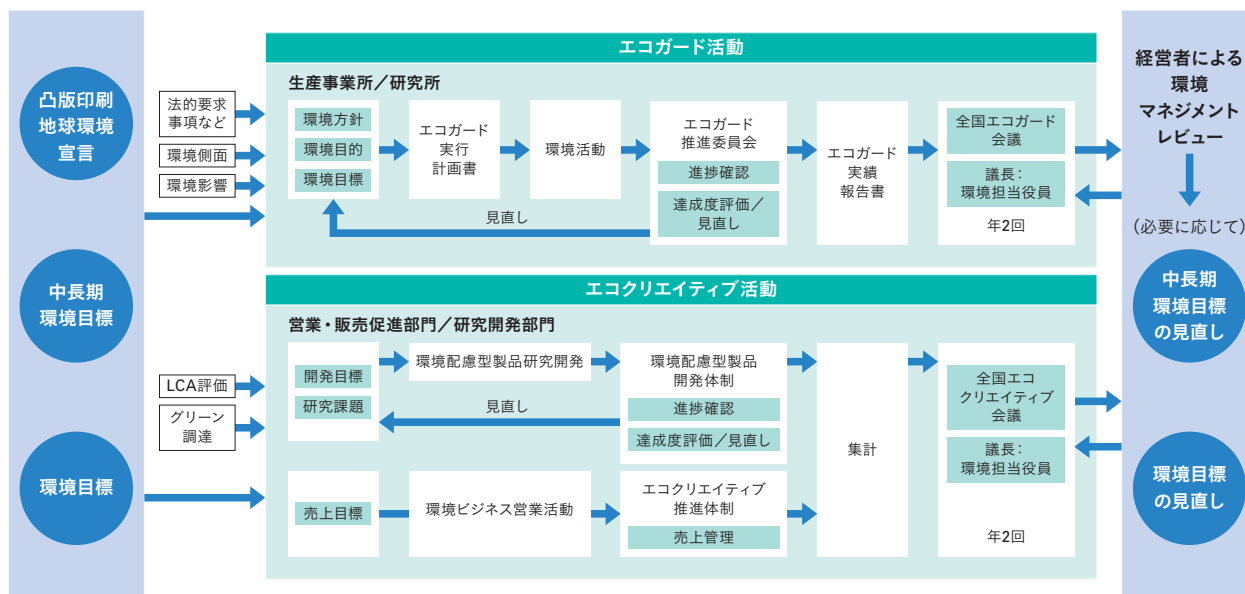 凸版印刷
地球環境
宣言
中長期
環境目標
環境目標
法的要求
事項など
環境側面
環境影響
LCA評価
グリーン
調達
エコガード活動
生産事業所／研究所
環境方針
環境目的
環境目標
エコガード
実行
計画書
環境活動
エコガード
推進委員会
進捗確認
達成度評価／
見直し
見直し
エコガード
実績
報告書
全国エコガード
会議
議長：
環境担当役員
年2回
エコクリエイティブ活動
営業・販売促進部門／研究開発部門
開発目標
研究課題
環境配慮型製品研究開発
見直し
環境配慮型製品
開発体制
進捗確認
達成度評価／見直し
売上目標
環境ビジネス営業活動
エコクリエイティブ
推進体制
売上管理
集計
全国エコ
クリエイティブ
会議
議長：
環境担当役員
年2回
経営者による
環境
マネジメント
レビュー
（必要に応じて）
中長期
環境目標
の見直し
環境目標
の見直し